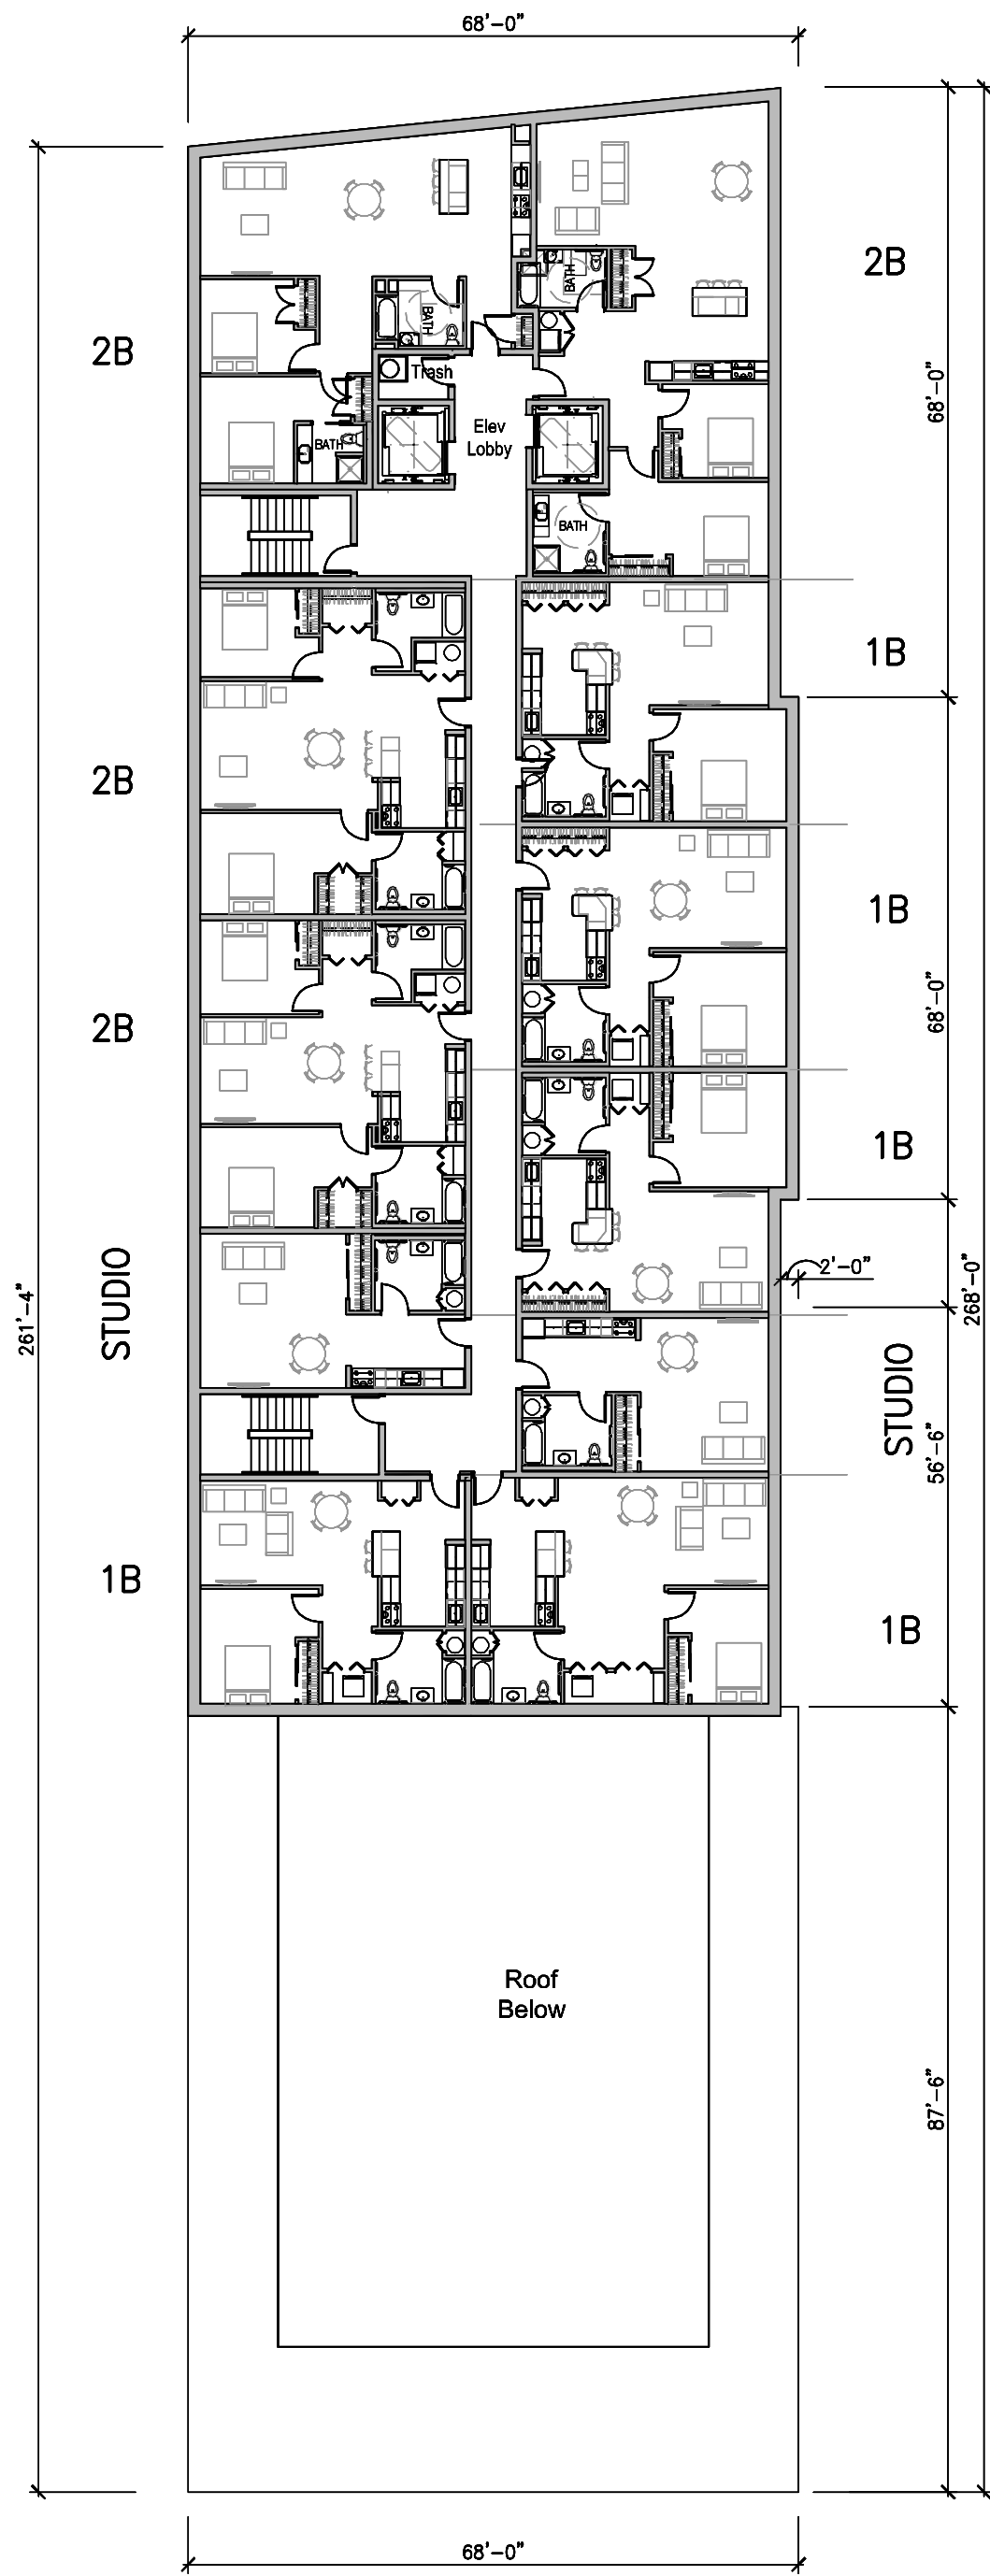 68'-0"
2B
2B
BATH
BATH
Trash
Elev
Lobby
BATH
BATH
68'-0"
1B
2B
1B
68'-0"
2B
1B
STUDIO
2'-0"
261'-4"
268'-0"
STUDIO
56'-6"
1B
1B
Roof
Below
87'-6"
68'-0"